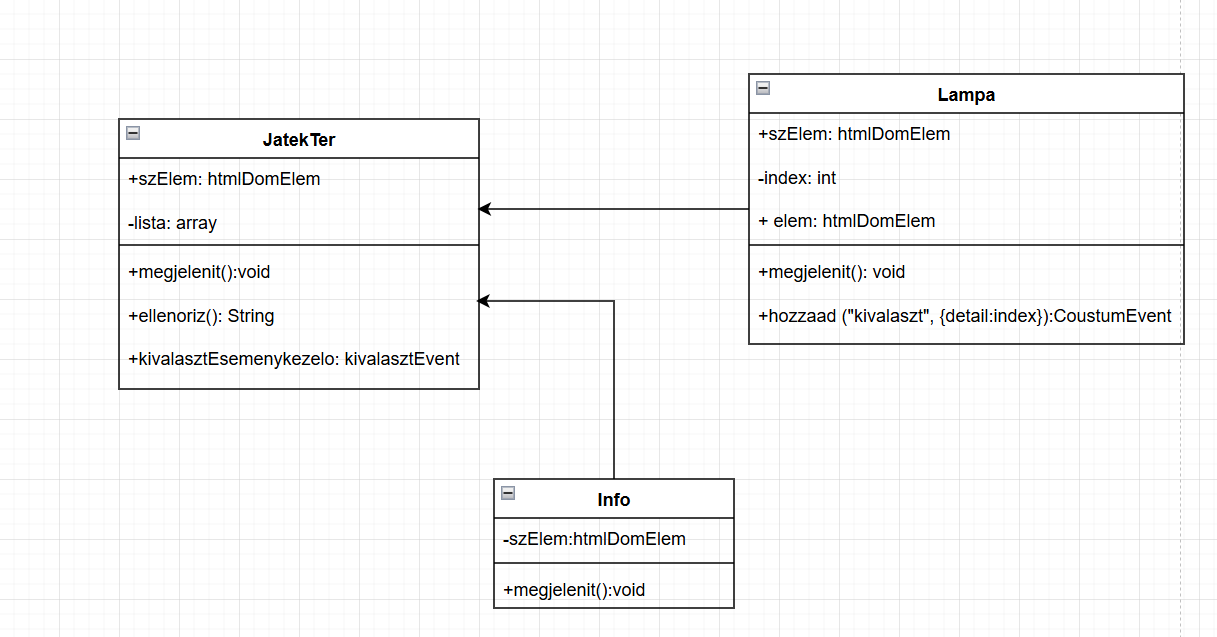 JatekTer
+szElem: htmlDomElem
-lista: array
+megjelenit():void
+ellenoriz(): String
+kivalasztEsemenykezelo: kivalasztEvent
Lampa
+szElem: htmlDomElem
-index: int
+ elem: htmlDomElem
+megjelenit(): void
+hozzaad ("kivalaszt", {detail:index}):CoustumEvent
Info
-szElem:htmlDomElem
+megjelenit():void